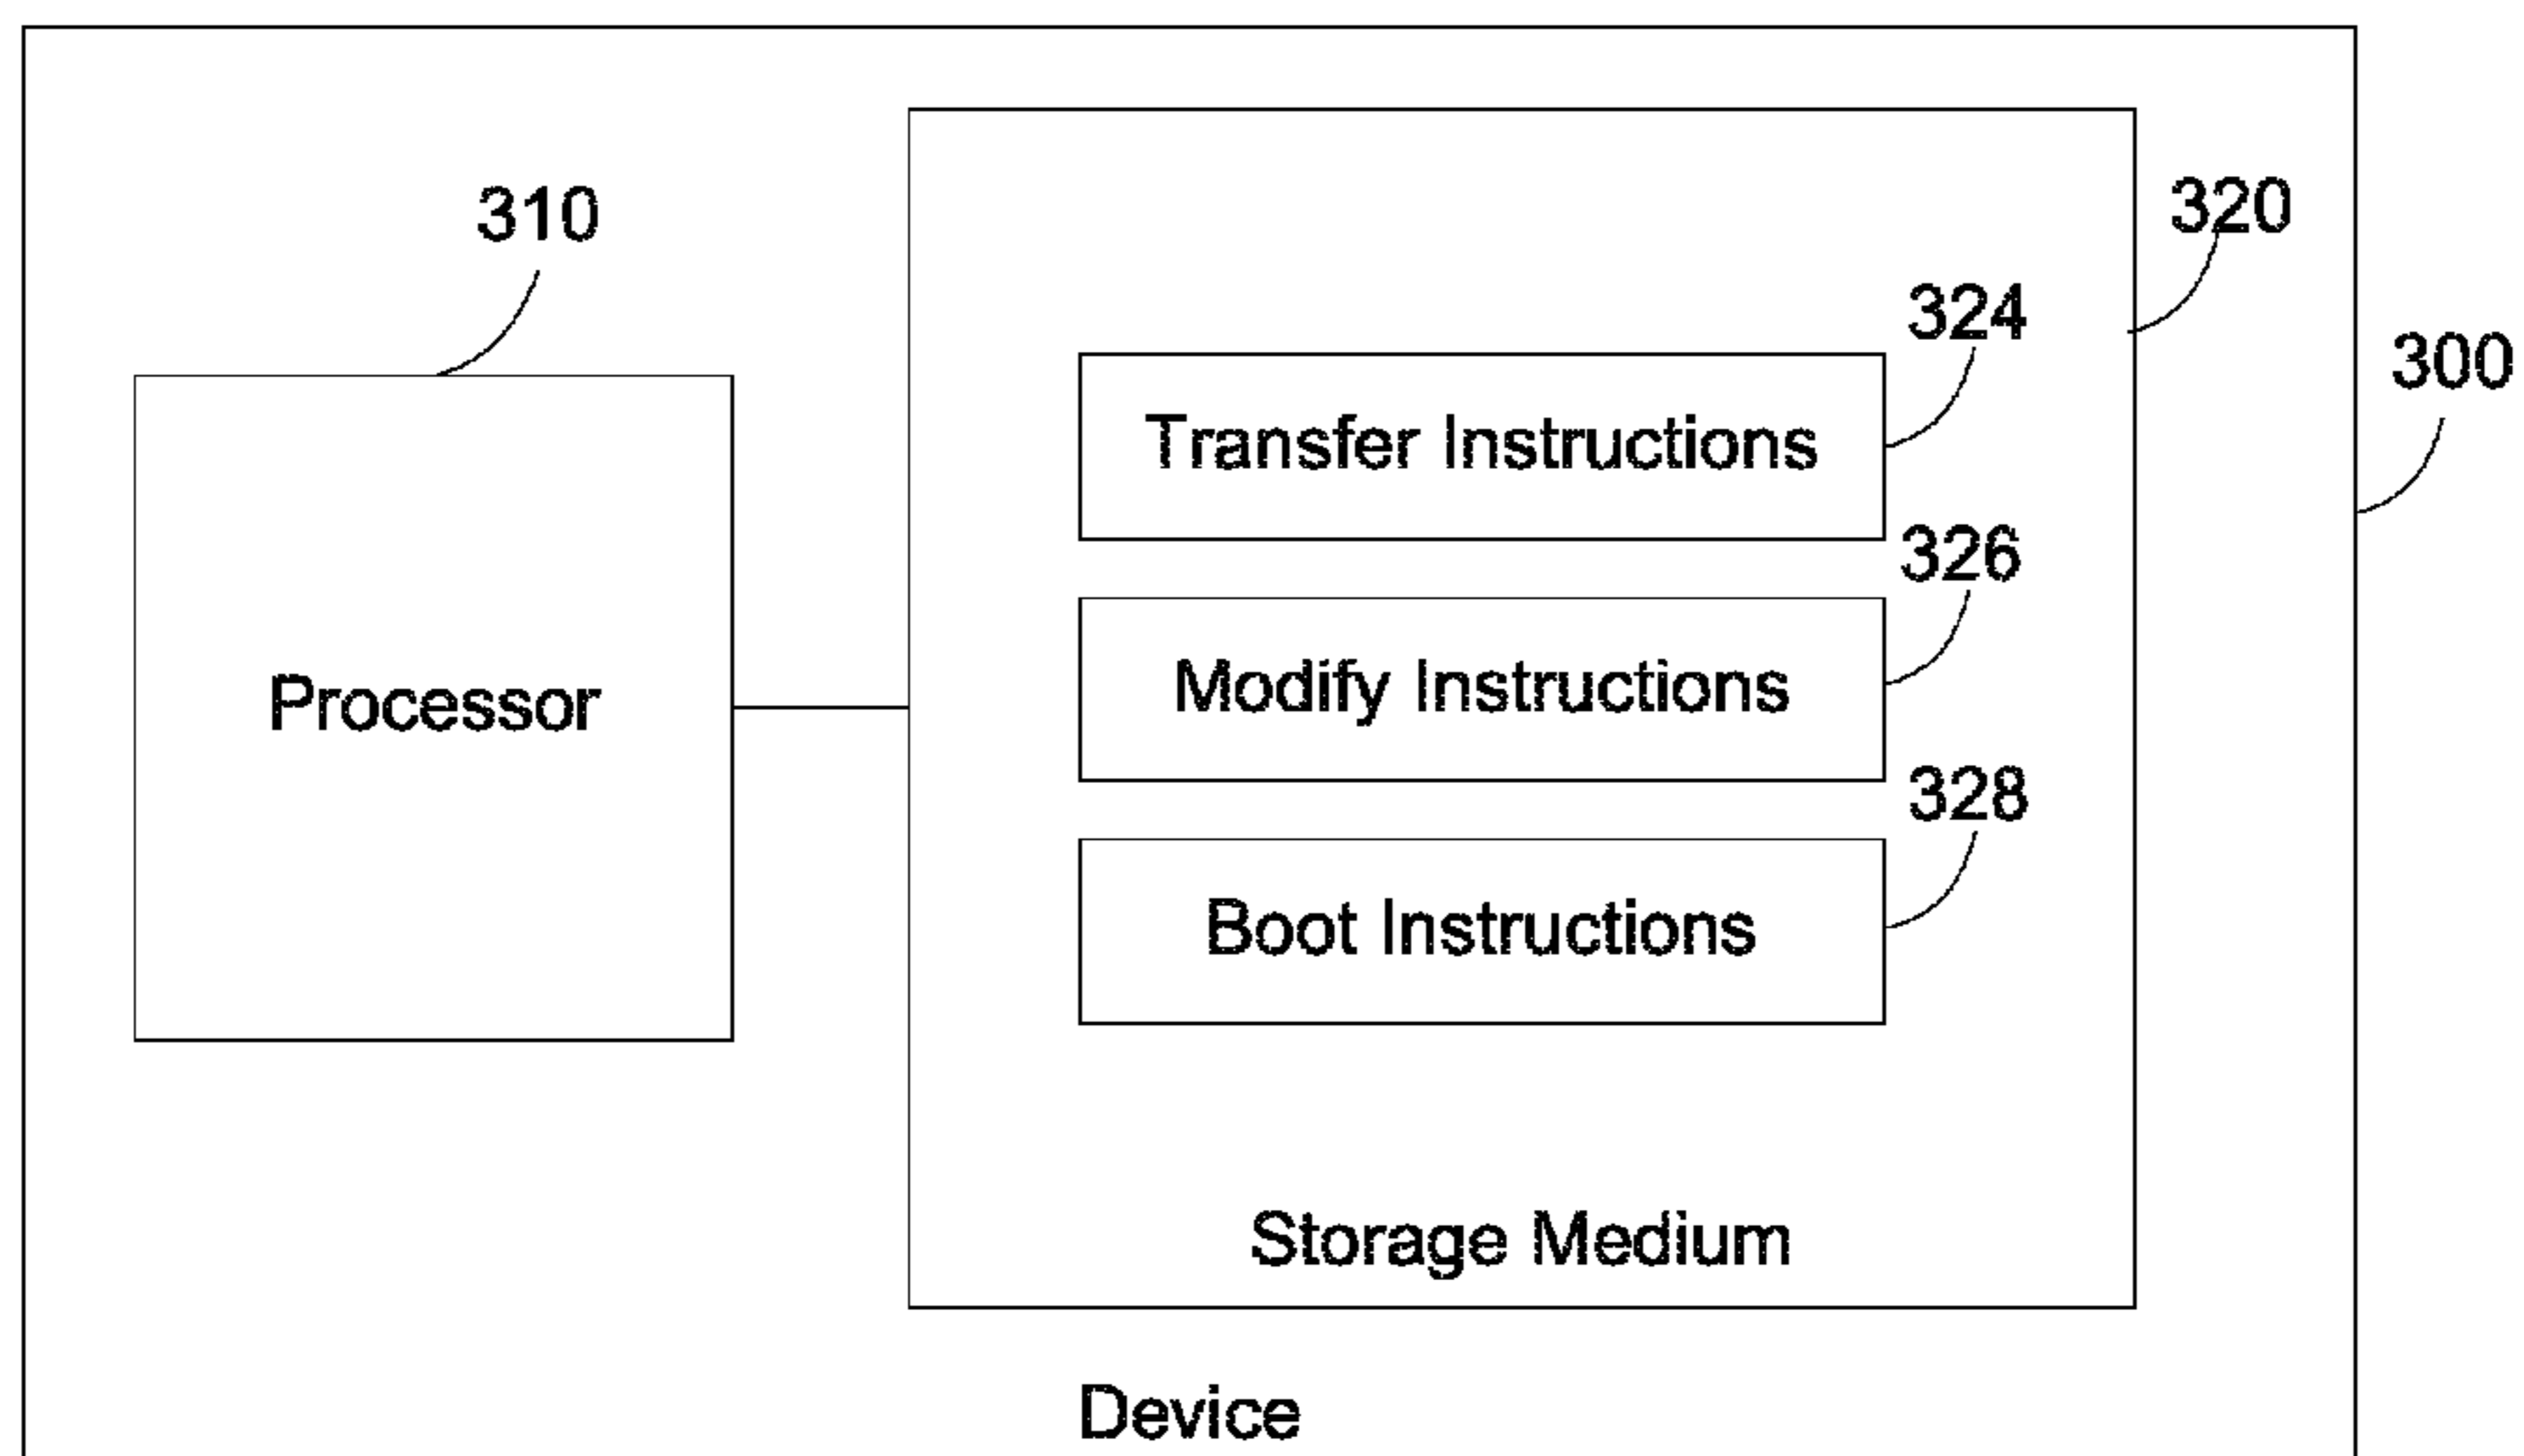 310
320
324
300
Transfer Instructions
326
Processor
Modify Instructions
328
Boot Instructions
Storage Medium
Device